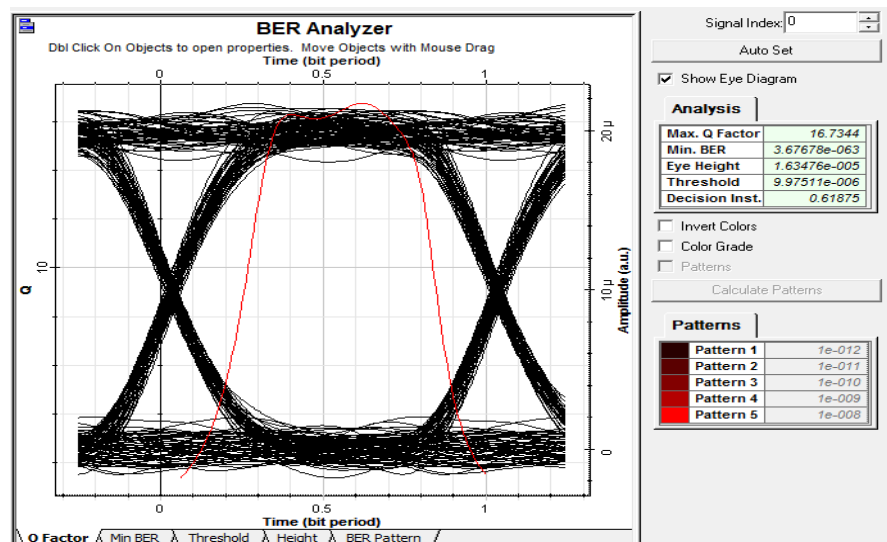 BER Analyzer
Dbl Click On Objects to open properties. Move Objects with Mouse Drag
Time (bit period)
0 0.5 1
Q
10
20 µ
10 µ
0
Amplitude (a.u.)
0 0.5 1
Time (bit period)
Q Factor Min BER Threshold Height BER Pattern
Signal Index: 0
Auto Set
Show Eye Diagram
Analysis
Max. Q Factor 16.7344
Min. BER 3.67678e-063
Eye Height 1.63476e-005
Threshold 9.97511e-006
Decision Inst. 0.61875
Invert Colors
Color Grade
Patterns
Calculate Patterns
Patterns
Pattern 1 1e-012
Pattern 2 1e-011
Pattern 3 1e-010
Pattern 4 1e-009
Pattern 5 1e-008